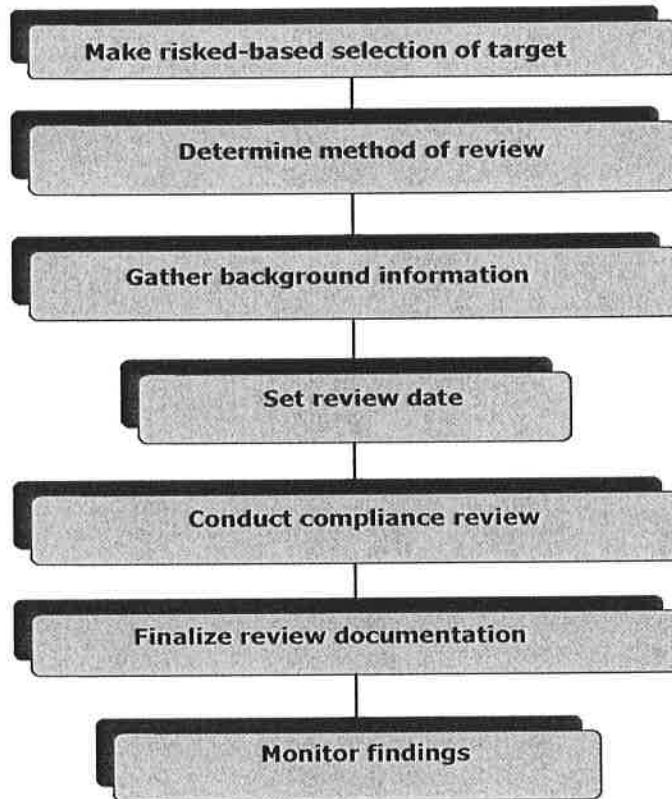 Make risked-based selection of target
Determine method of review
Gather background information
Set review date
Conduct compliance review
Finalize review documentation
Monitor findings